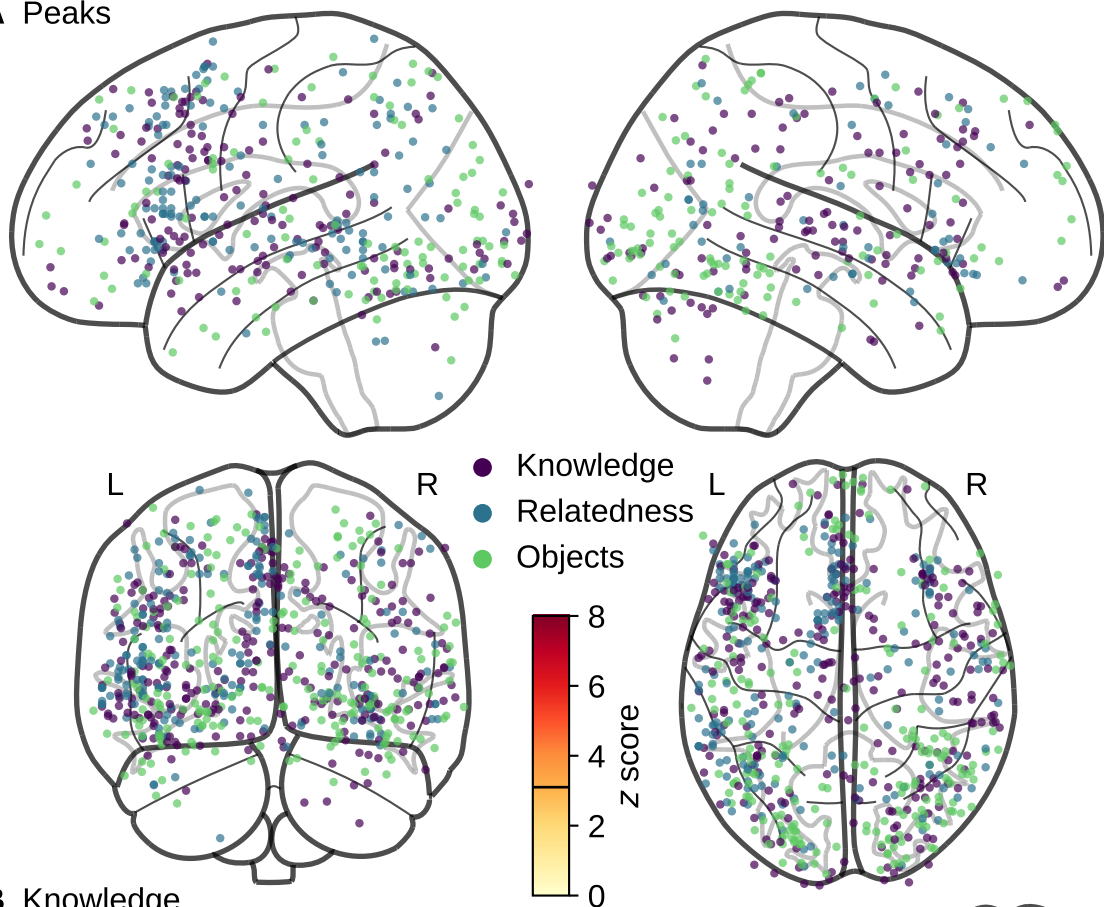 A Peaks
L
R
Knowledge
Relatedness
Objects
L
R
8
6
4
2
0
z score
B Knowledge